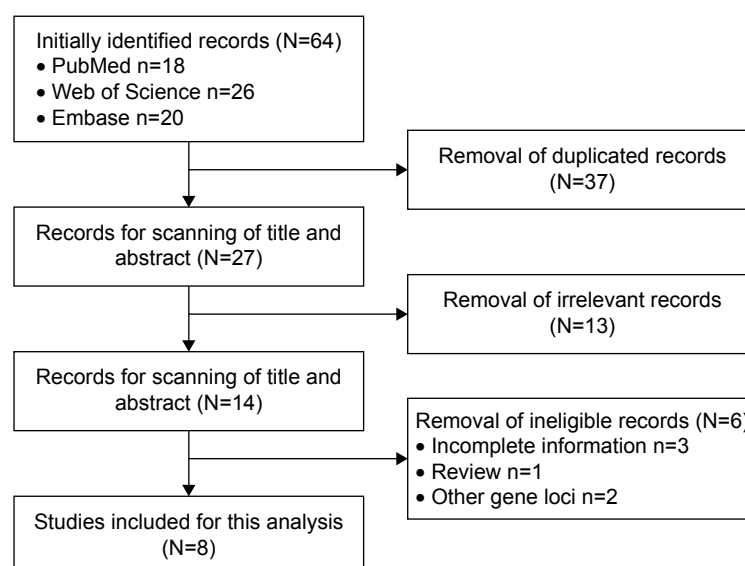 Initially identified records (N=64)
• PubMed n=18
• Web of Science n=26
• Embase n=20
Removal of duplicated records
(N=37)
Records for scanning of title and
abstract (N=27)
Removal of irrelevant records
(N=13)
Records for scanning of title and
abstract (N=14)
Removal of ineligible records (N=6)
• Incomplete information n=3
• Review n=1
• Other gene loci n=2
Studies included for this analysis
(N=8)